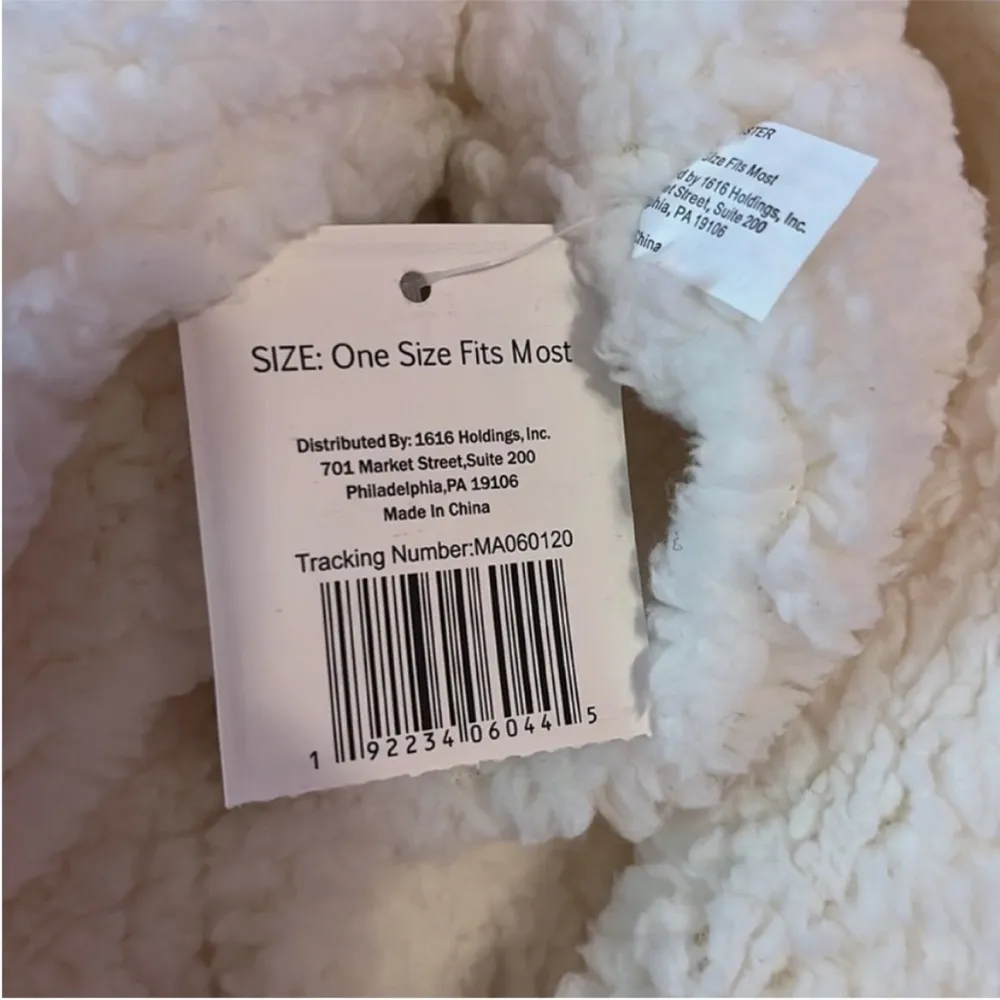 SIZE: One Size Fits Most
Distributed By: 1616 Holdings, Inc.
701 Market Street,Suite 200
Philadelphia,PA 19106
Made In China
Tracking Number:MA060120
1 92234 06044 5
Size Fits Most
by 1616 Holdings, Inc.
Street, Suite 200
PA 19106
China